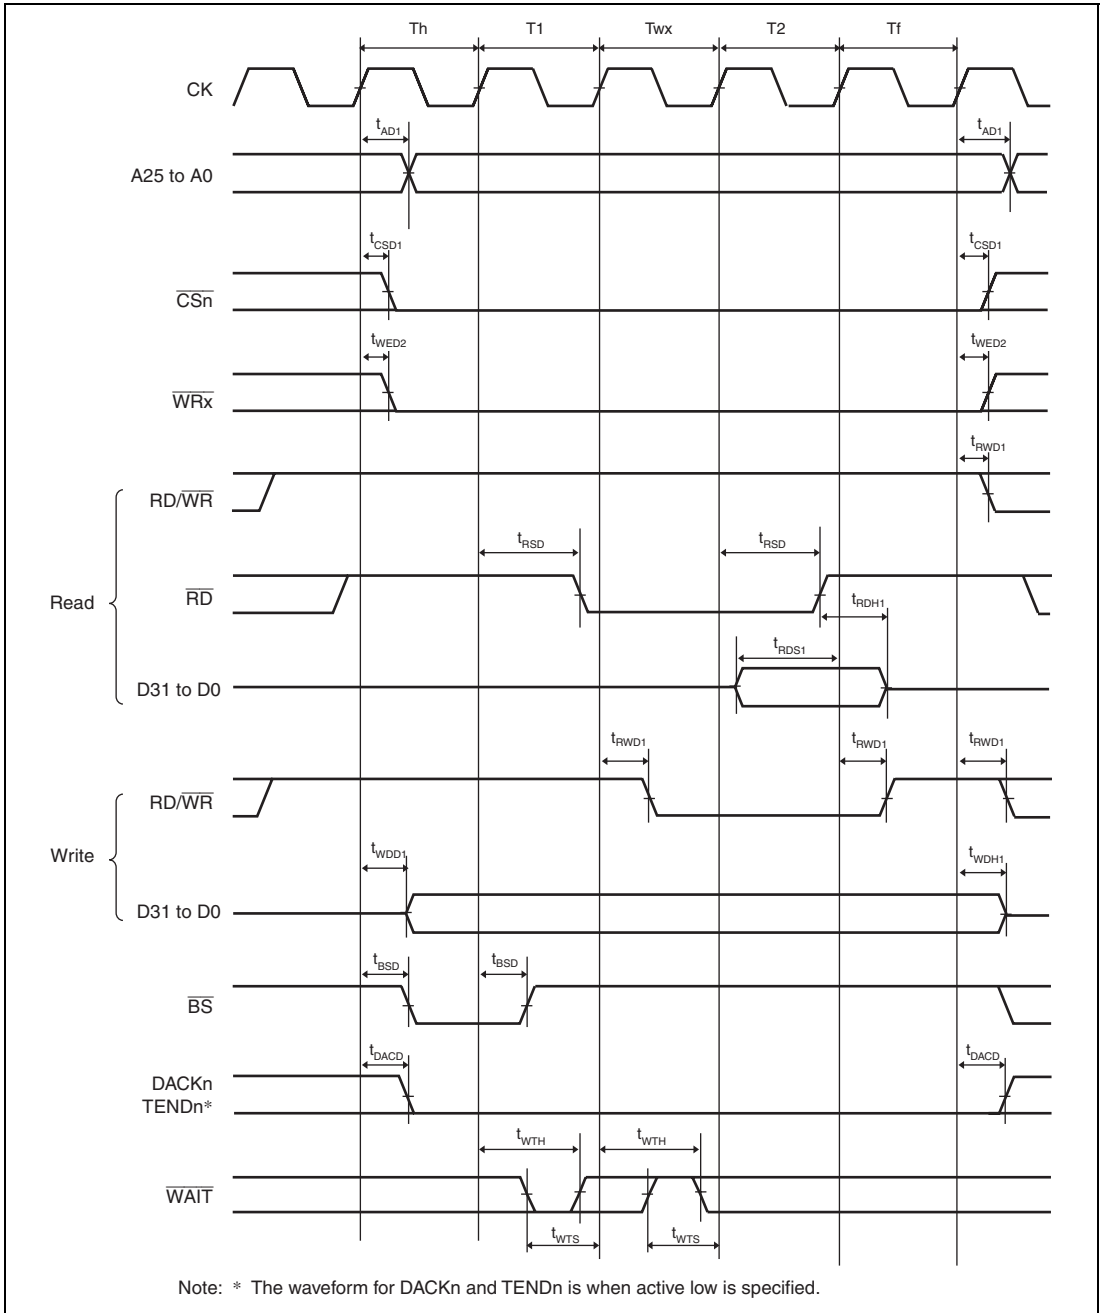 Th T1 Twx T2 Tf
CK
tAD1 tAD1
A25 to A0
tCSD1 tCSD1
CSn
tWED2 tWED2
WRx
tRWD1
RD/WR
tRSD tRSD
Read
RD
tRDH1
tRDS1
D31 to D0
tRWD1 tRWD1 tRWD1
RD/WR
Write
tWDD1 tWDH1
D31 to D0
tBSD tBSD
BS
tDACD tDACD
DACKn
TENDn*
tWTH tWTH
WAIT
tWTS tWTS
Note: * The waveform for DACKn and TENDn is when active low is specified.